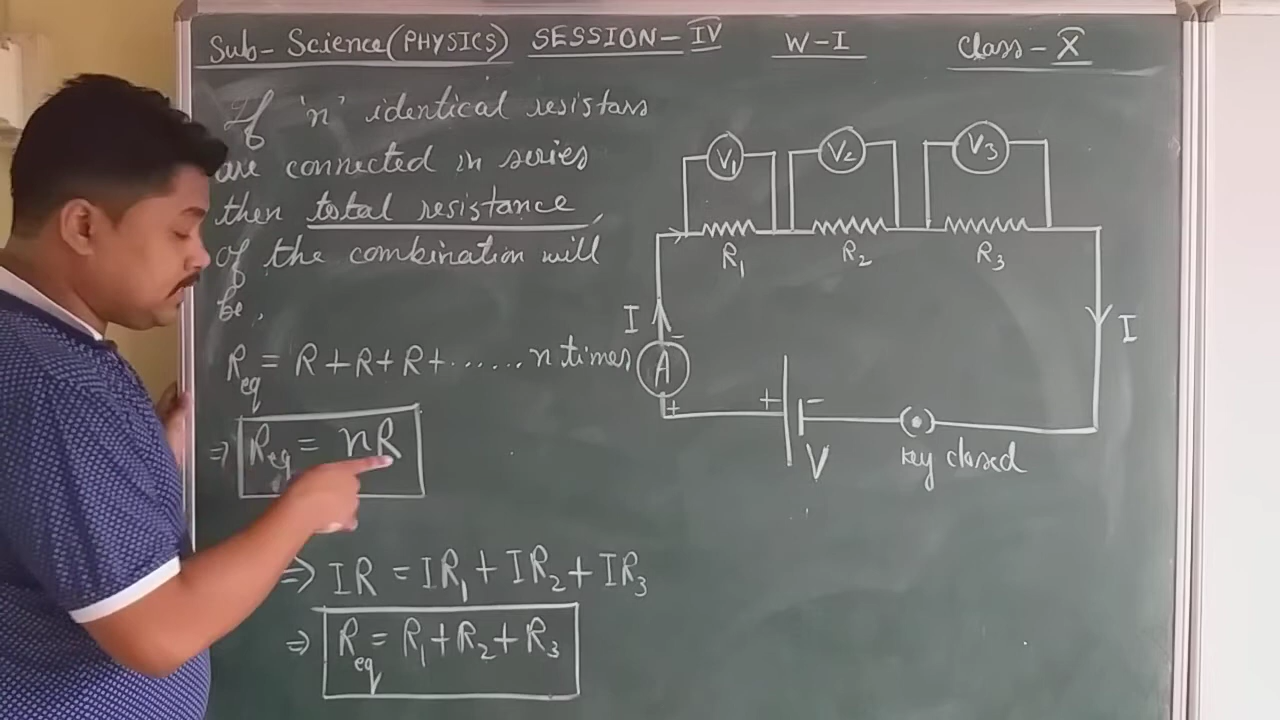 Sub- Science(PHYSICS) SESSION-IV W-I Class-X
If 'n' identical resistars
are connected in series
then total resistance,
of the combination will
be,
Req = R+R+R+...... n times
⇒ Req = nR
⇒ IR = IR₁ + IR₂ + IR₃
⇒ Req = R₁+R₂+R₃
V₁ V₂ V₃
R₁ R₂ R₃
I
I
-
A
+
+ -
V
key closed